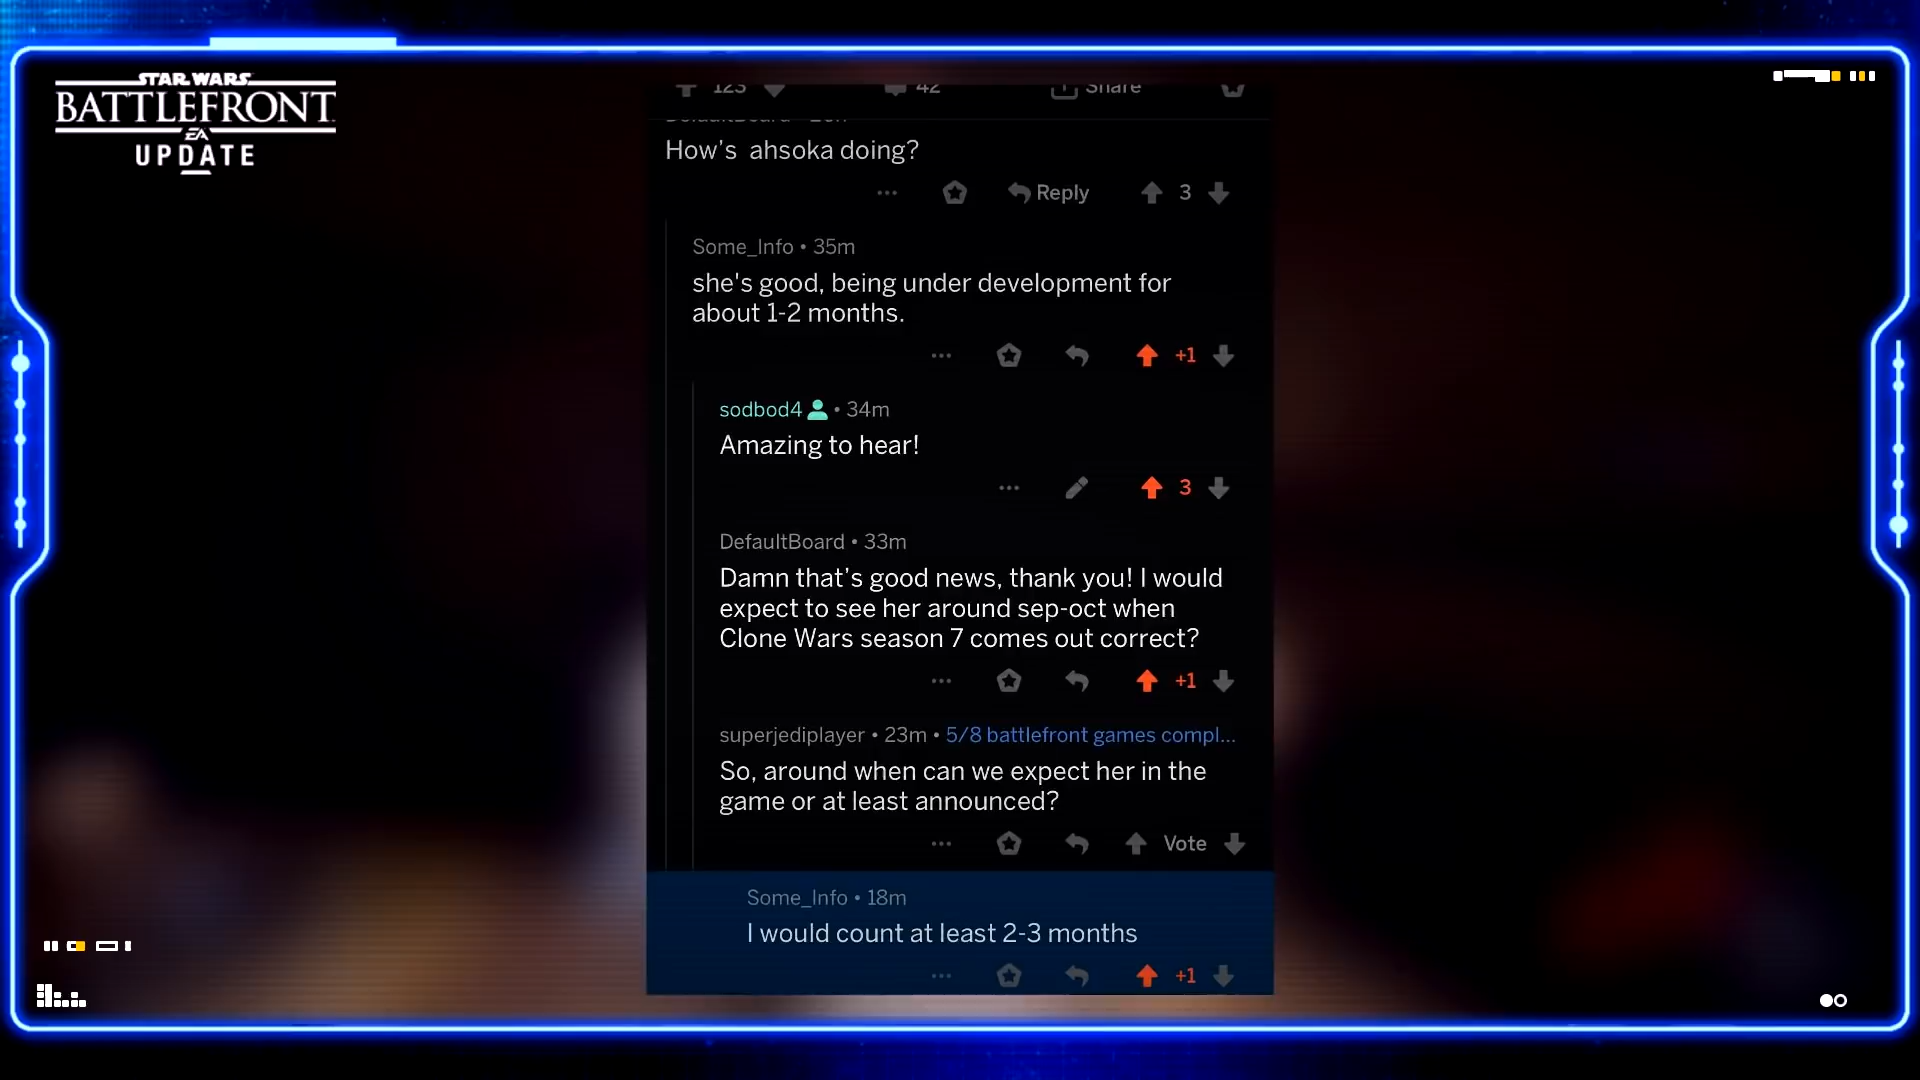 STAR WARS
BATTLEFRONT
EA
UPDATE
123
42
Share
How's ahsoka doing?
Reply
3
Some_Info • 35m
she's good, being under development for
about 1-2 months.
+1
sodbod4 • 34m
Amazing to hear!
3
DefaultBoard • 33m
Damn that's good news, thank you! I would
expect to see her around sep-oct when
Clone Wars season 7 comes out correct?
+1
superjediplayer • 23m • 5/8 battlefront games compl...
So, around when can we expect her in the
game or at least announced?
Vote
Some_Info • 18m
I would count at least 2-3 months
+1